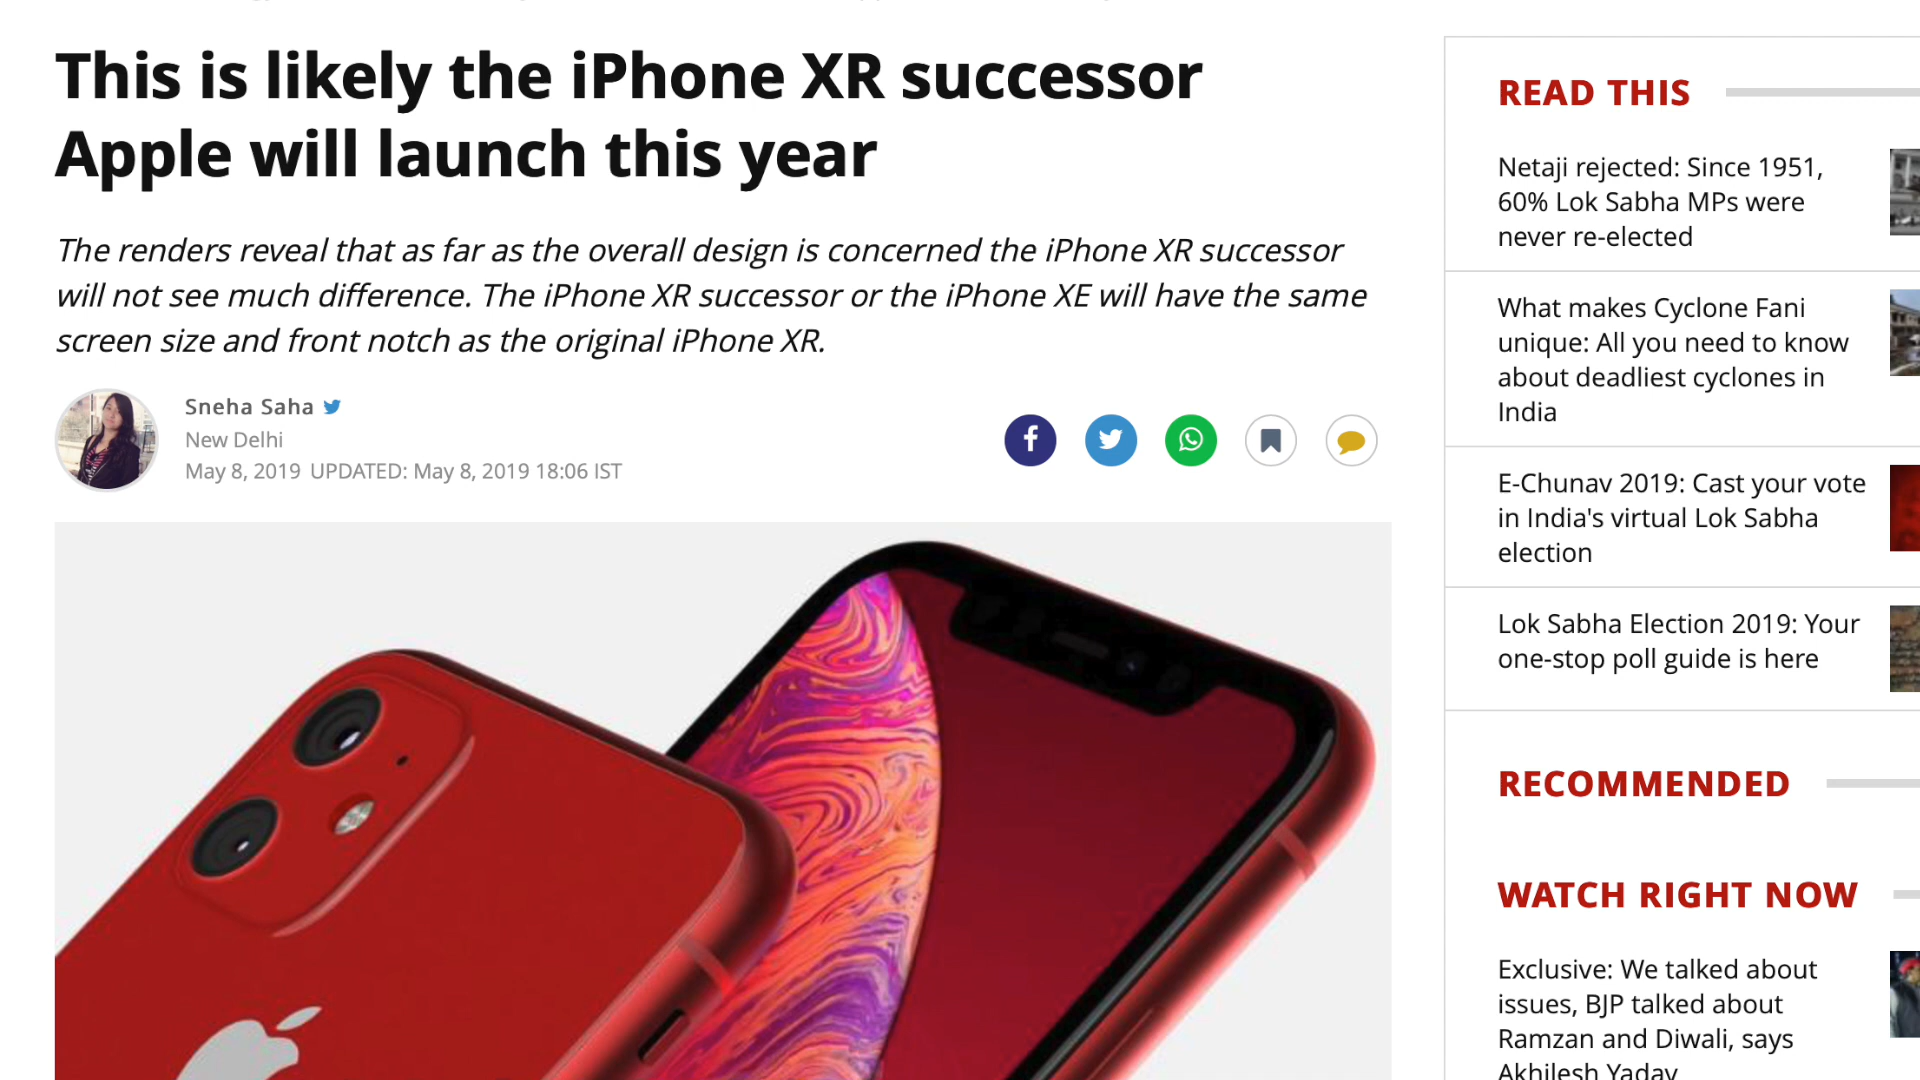 This is likely the iPhone XR successor
Apple will launch this year
The renders reveal that as far as the overall design is concerned the iPhone XR successor
will not see much difference. The iPhone XR successor or the iPhone XE will have the same
screen size and front notch as the original iPhone XR.
Sneha Saha
New Delhi
May 8, 2019 UPDATED: May 8, 2019 18:06 IST
READ THIS
Netaji rejected: Since 1951,
60% Lok Sabha MPs were
never re-elected
What makes Cyclone Fani
unique: All you need to know
about deadliest cyclones in
India
E-Chunav 2019: Cast your vote
in India's virtual Lok Sabha
election
Lok Sabha Election 2019: Your
one-stop poll guide is here
RECOMMENDED
WATCH RIGHT NOW
Exclusive: We talked about
issues, BJP talked about
Ramzan and Diwali, says
Akhilesh Yadav